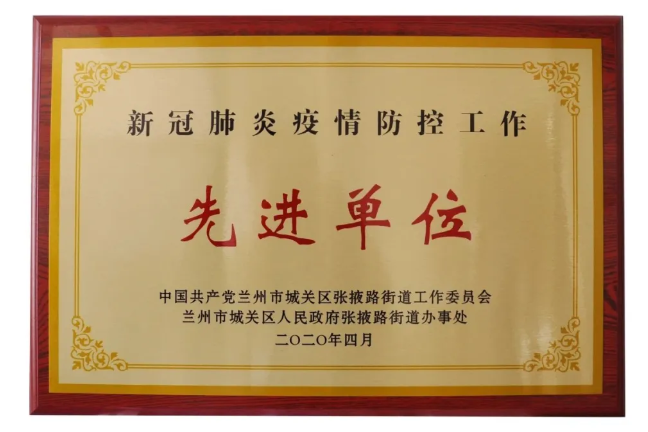 新冠肺炎疫情防控工作
先进单位
中国共产党兰州市城关区张掖路街道工作委员会
兰州市城关区人民政府张掖路街道办事处
二〇二〇年四月